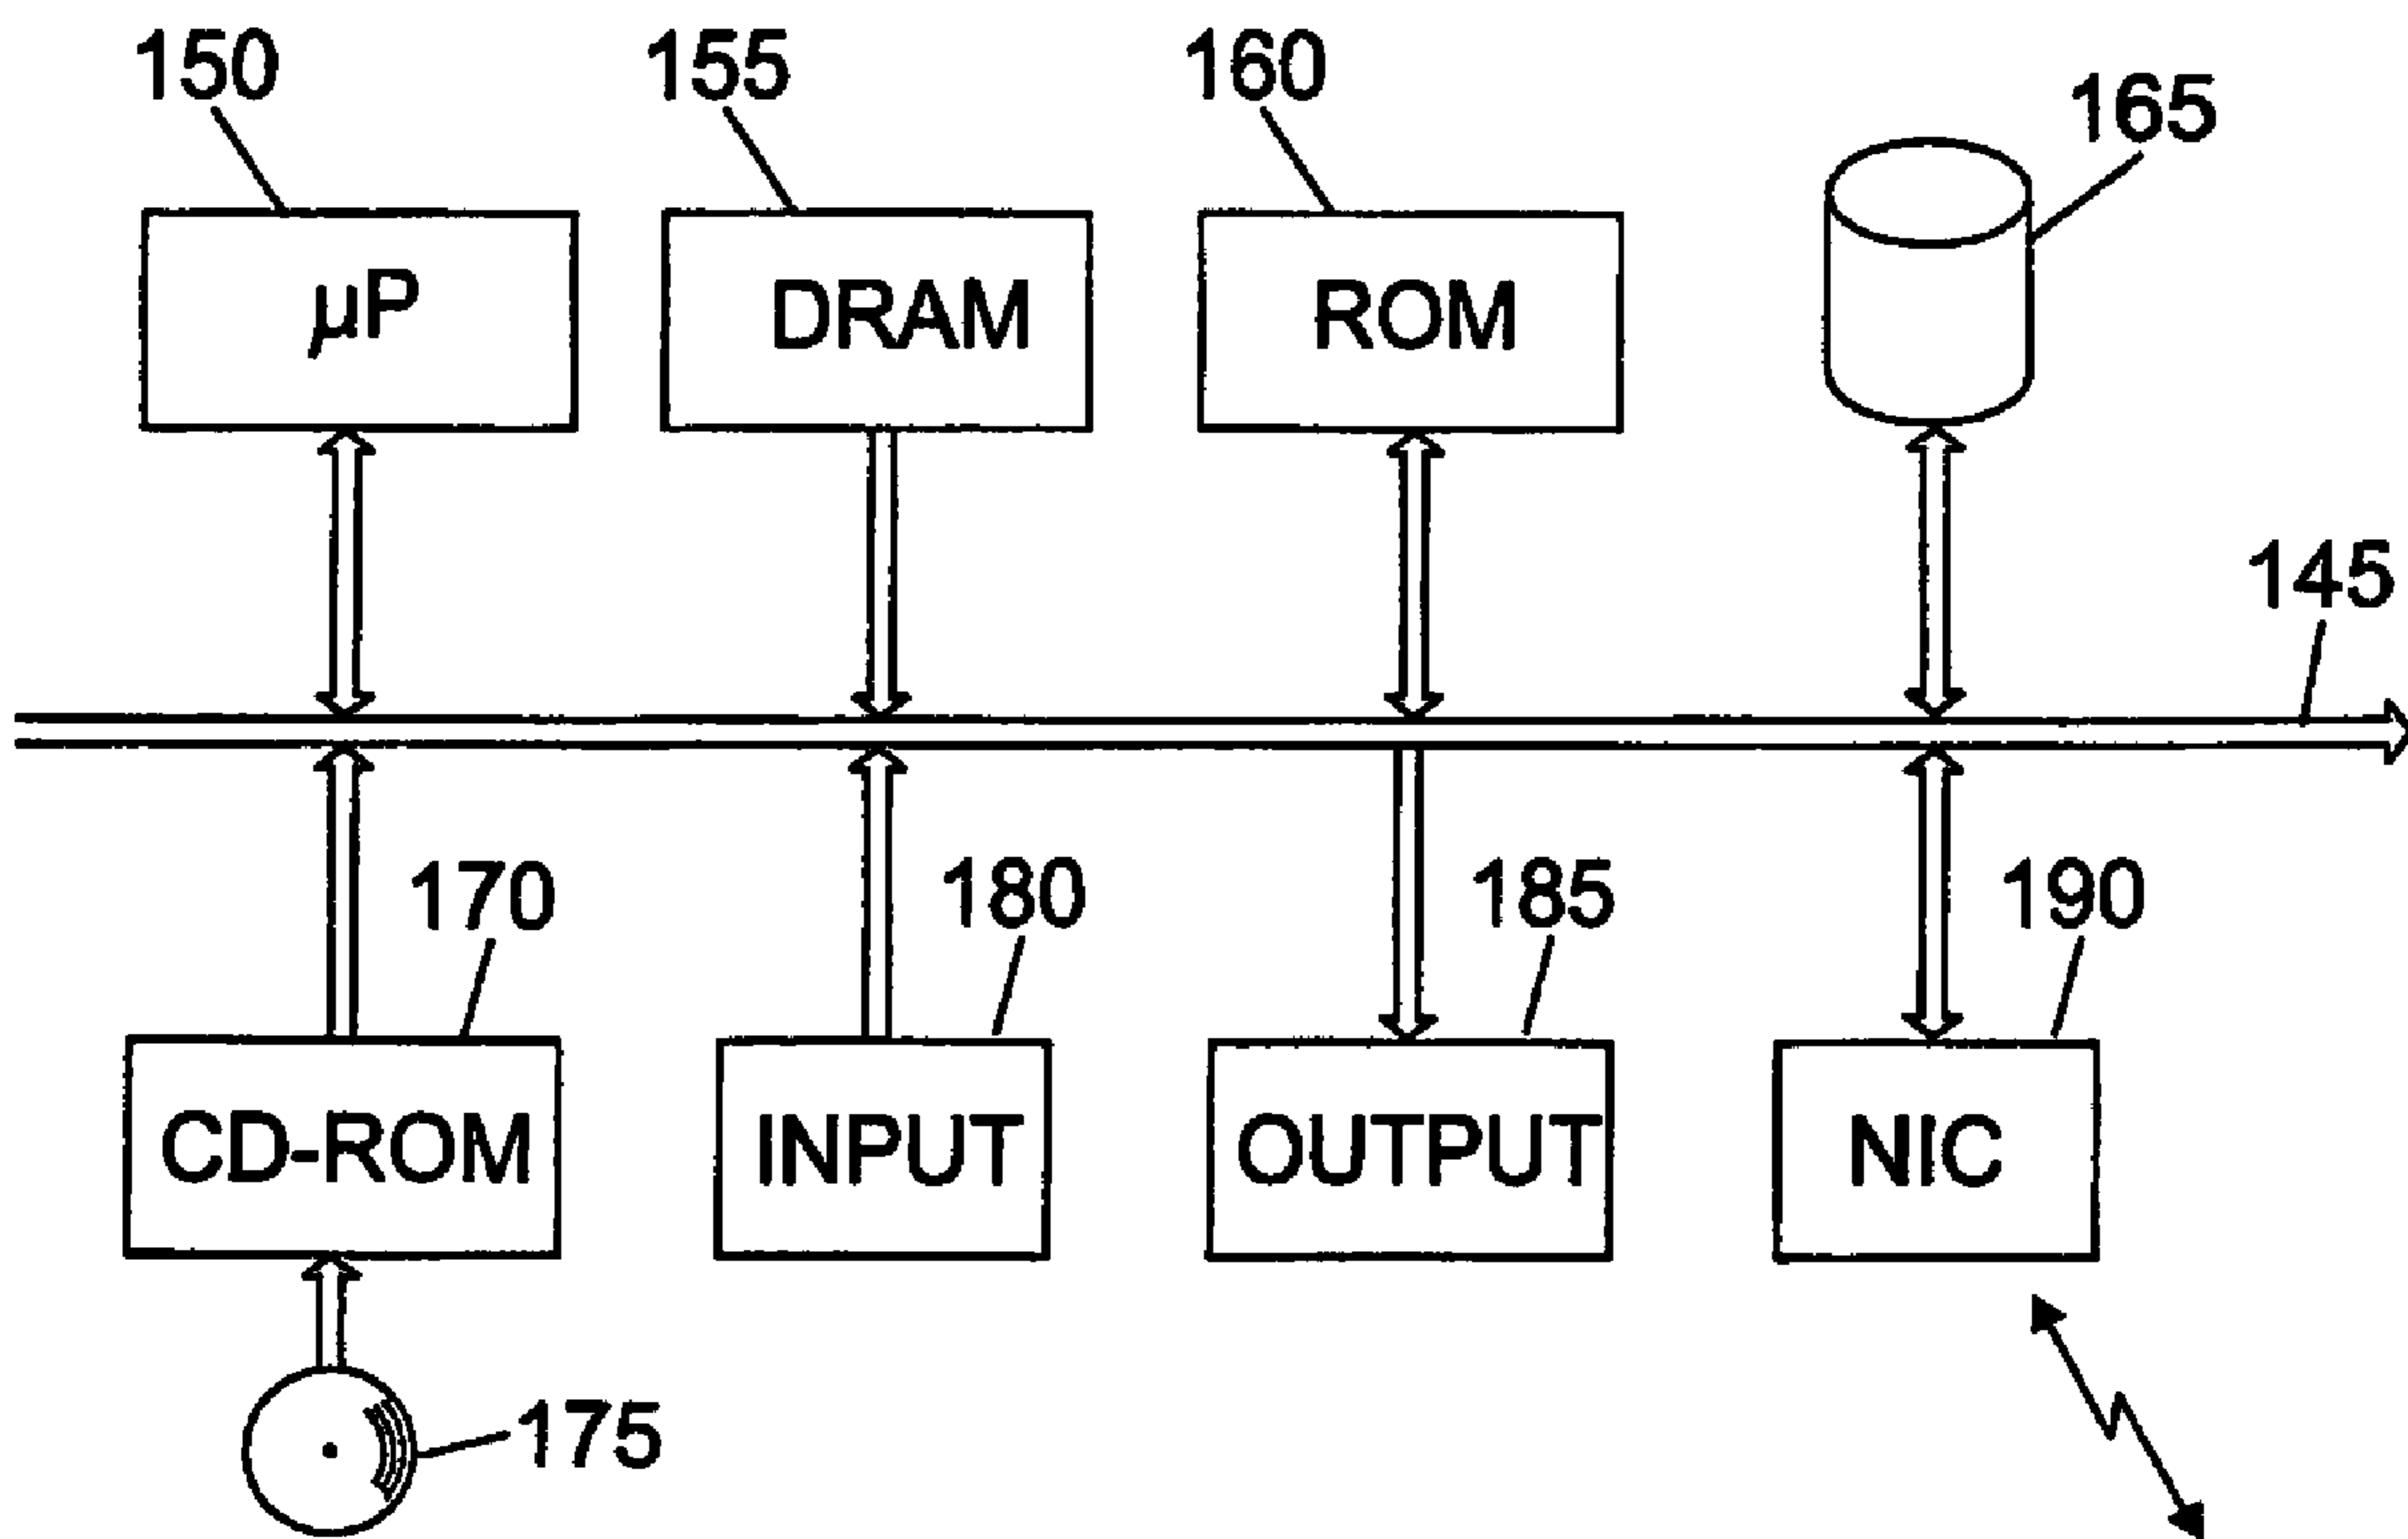 150
155
160
165
µP
DRAM
ROM
145
170
180
185
190
CD-ROM
INPUT
OUTPUT
NIC
175